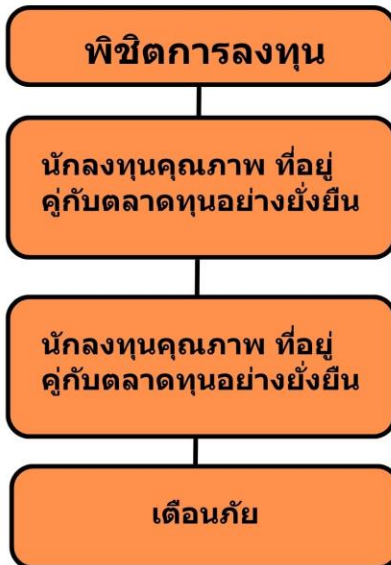 พิชิตการลงทุน
นักลงทุนคุณภาพ ที่อยู่
คู่กับตลาดทุนอย่างยั่งยืน
นักลงทุนคุณภาพ ที่อยู่
คู่กับตลาดทุนอย่างยั่งยืน
เตือนภัย